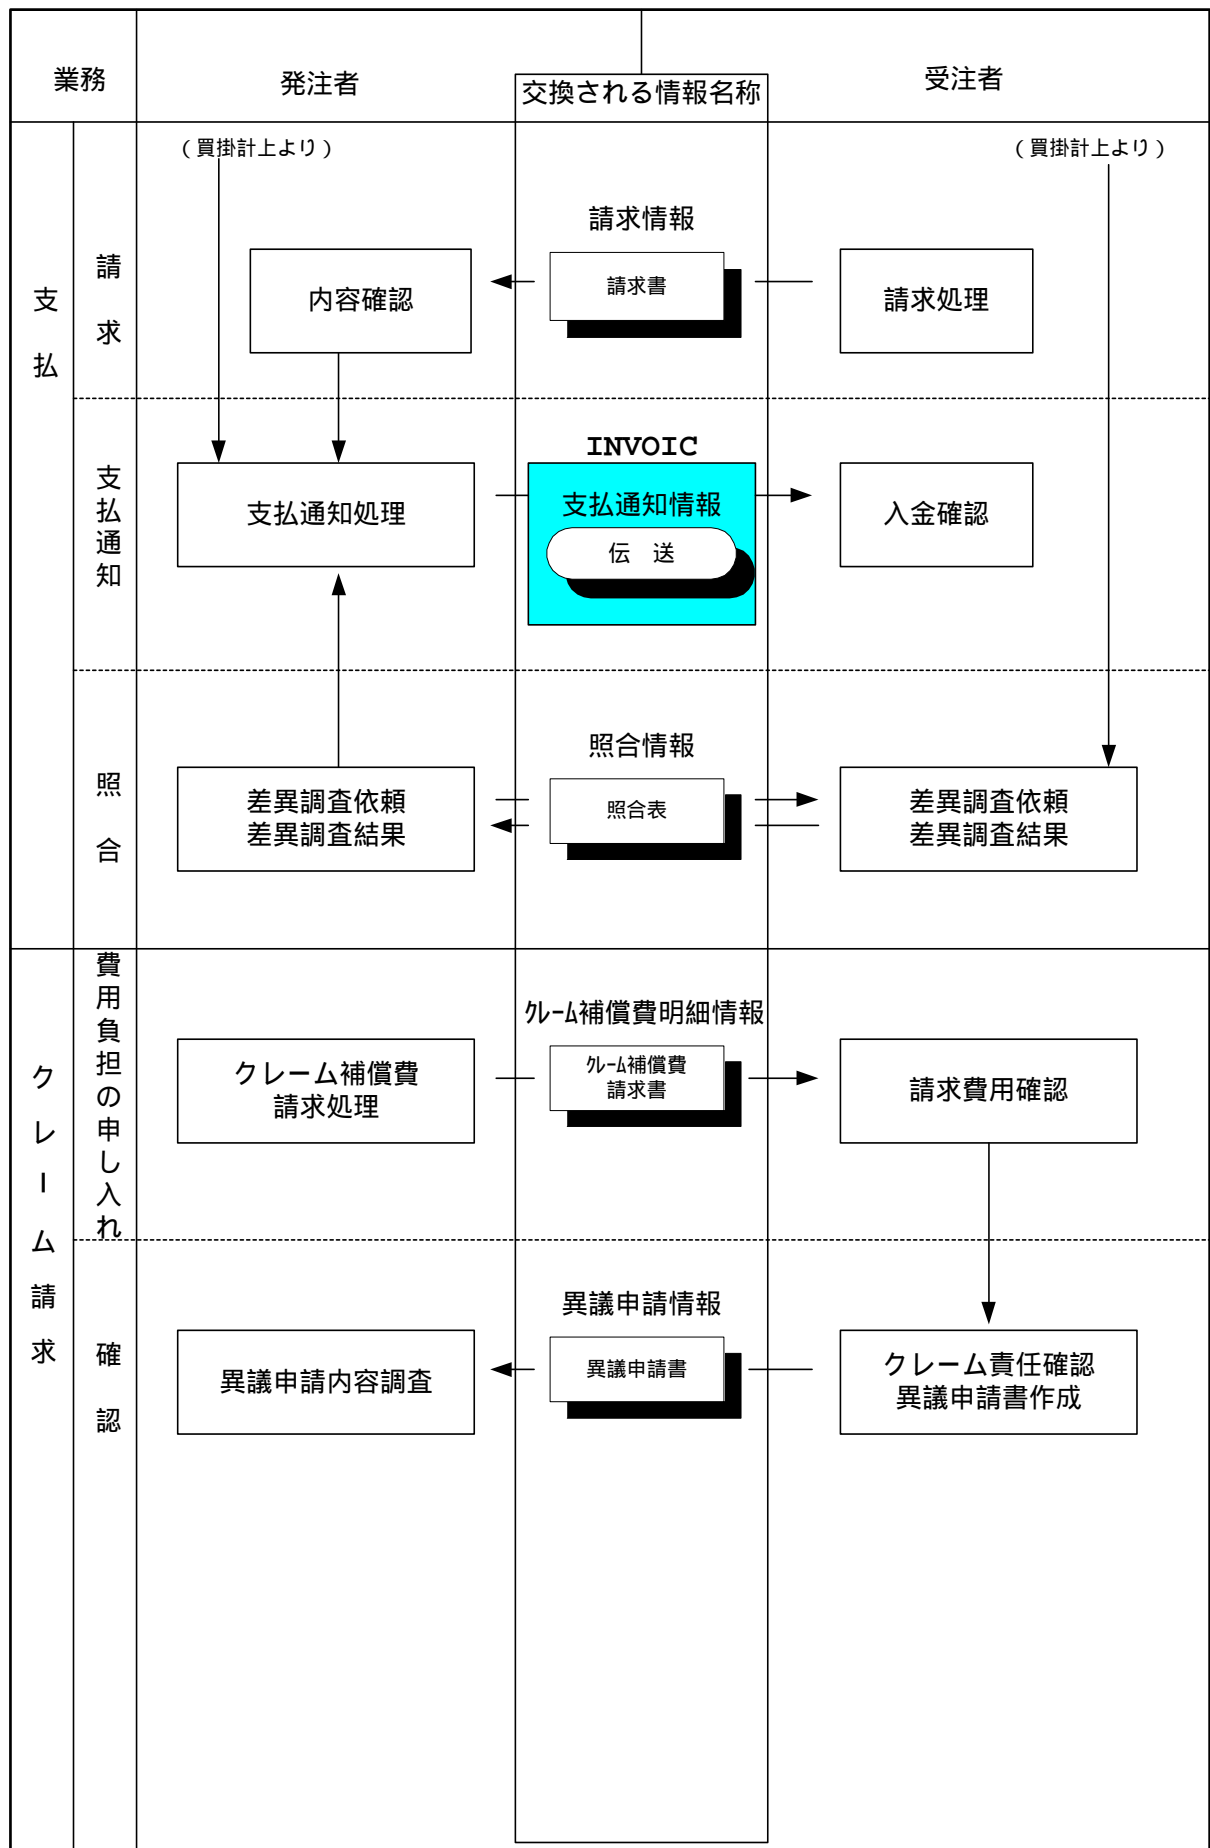 業務
発注者
交換される情報名称
受注者
(買掛計上より)
(買掛計上より)
支払
請求
請求情報
内容確認
請求書
請求処理
支払通知
INVOIC
支払通知処理
支払通知情報
伝 送
入金確認
照合
照合情報
差異調査依頼
差異調査結果
照合表
差異調査依頼
差異調査結果
クレーム請求
費用負担の申し入れ
クレーム補償費明細情報
クレーム補償費
請求処理
クレーム補償費
請求書
請求費用確認
確認
異議申請情報
異議申請内容調査
異議申請書
クレーム責任確認
異議申請書作成